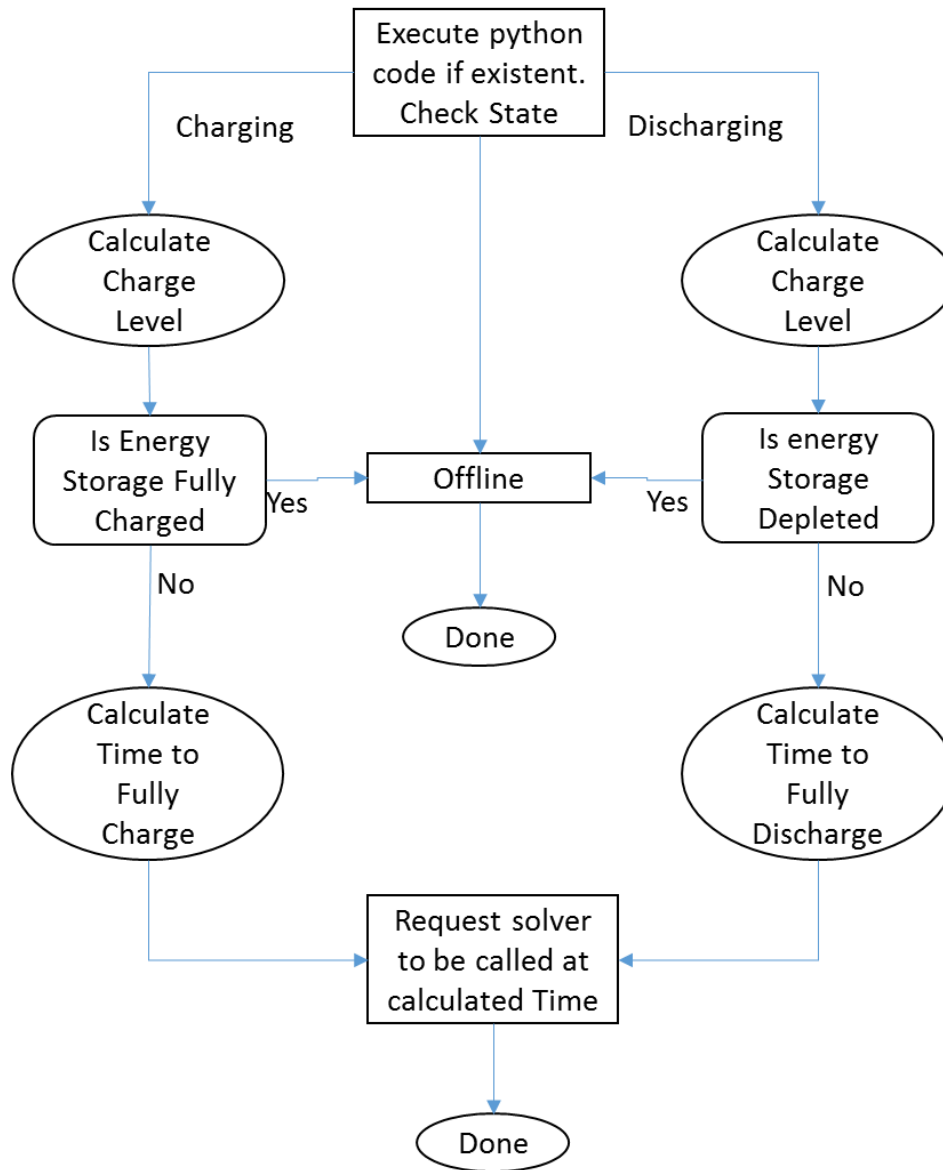 Execute python
code if existent.
Check State
Charging
Discharging
Calculate
Charge
Level
Calculate
Charge
Level
Is Energy
Storage Fully
Charged
Yes
Offline
Yes
Is energy
Storage
Depleted
No
No
Done
Calculate
Time to
Fully
Charge
Calculate
Time to
Fully
Discharge
Request solver
to be called at
calculated Time
Done